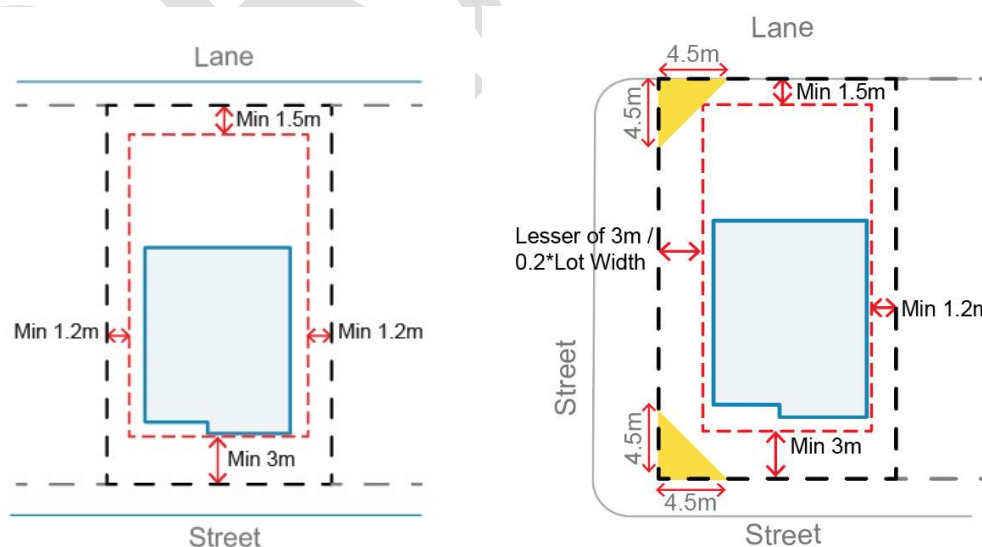 Lane
Min 1.5m
Min 1.2m
Min 1.2m
Min 3m
Street
Lane
4.5m
4.5m
Min 1.5m
Lesser of 3m /
0.2*Lot Width
Min 1.2m
Street
4.5m
Min 3m
4.5m
Street